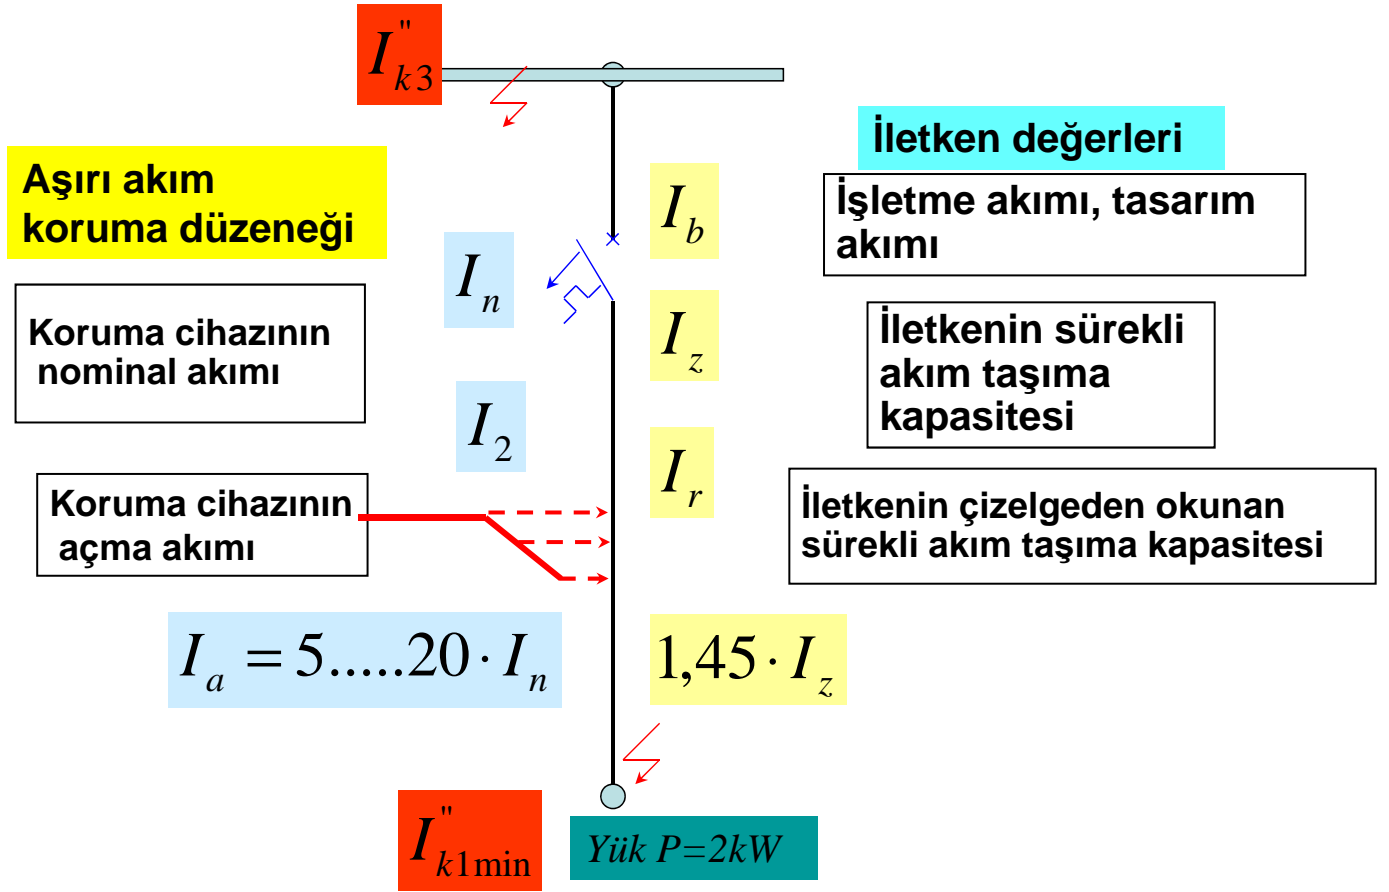 I"k3
İletken değerleri
Aşırı akım
koruma düzeneği
Ib
İşletme akımı, tasarım
akımı
In
Koruma cihazının
nominal akımı
Iz
İletkenin sürekli
akım taşıma
kapasitesi
I2
Ir
Koruma cihazının
açma akımı
İletkenin çizelgeden okunan
sürekli akım taşıma kapasitesi
Ia = 5.....20 · In
1,45 · Iz
I"k1min
Yük P=2kW